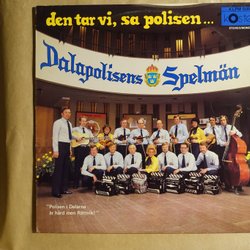 den tar vi, sa polisen...
Dalapolisens Spelmän
"Polisen i Dalarna
är hård men Rättvik!"